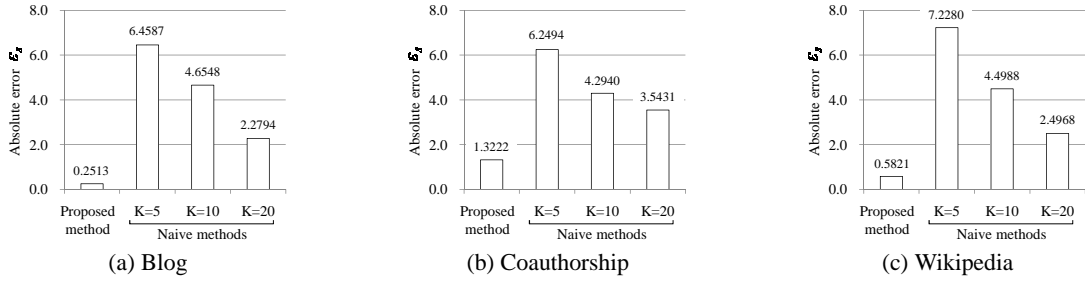 Absolute error ε_s
8.0
6.0
4.0
2.0
0.0
0.2513
6.4587
4.6548
2.2794
Proposed method
K=5 K=10 K=20
Naive methods
(a) Blog
Absolute error ε_s
8.0
6.0
4.0
2.0
0.0
1.3222
6.2494
4.2940
3.5431
Proposed method
K=5 K=10 K=20
Naive methods
(b) Coauthorship
Absolute error ε_s
8.0
6.0
4.0
2.0
0.0
0.5821
7.2280
4.4988
2.4968
Proposed method
K=5 K=10 K=20
Naive methods
(c) Wikipedia